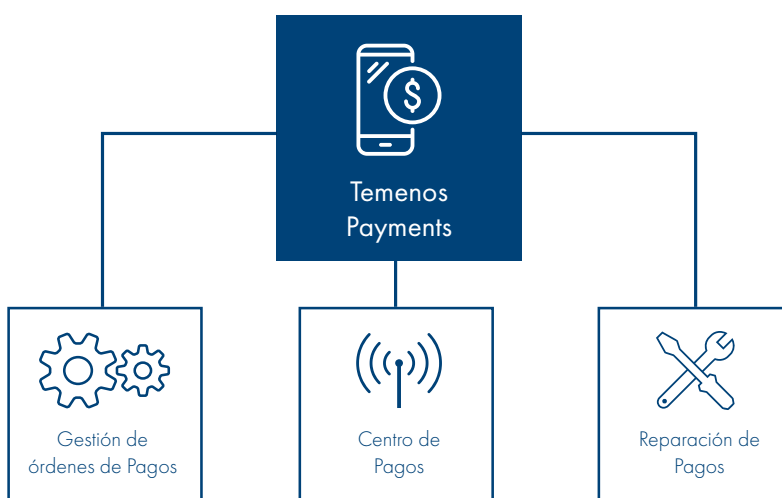 $
Temenos
Payments
Gestión de
órdenes de Pagos
Centro de
Pagos
Reparación de
Pagos